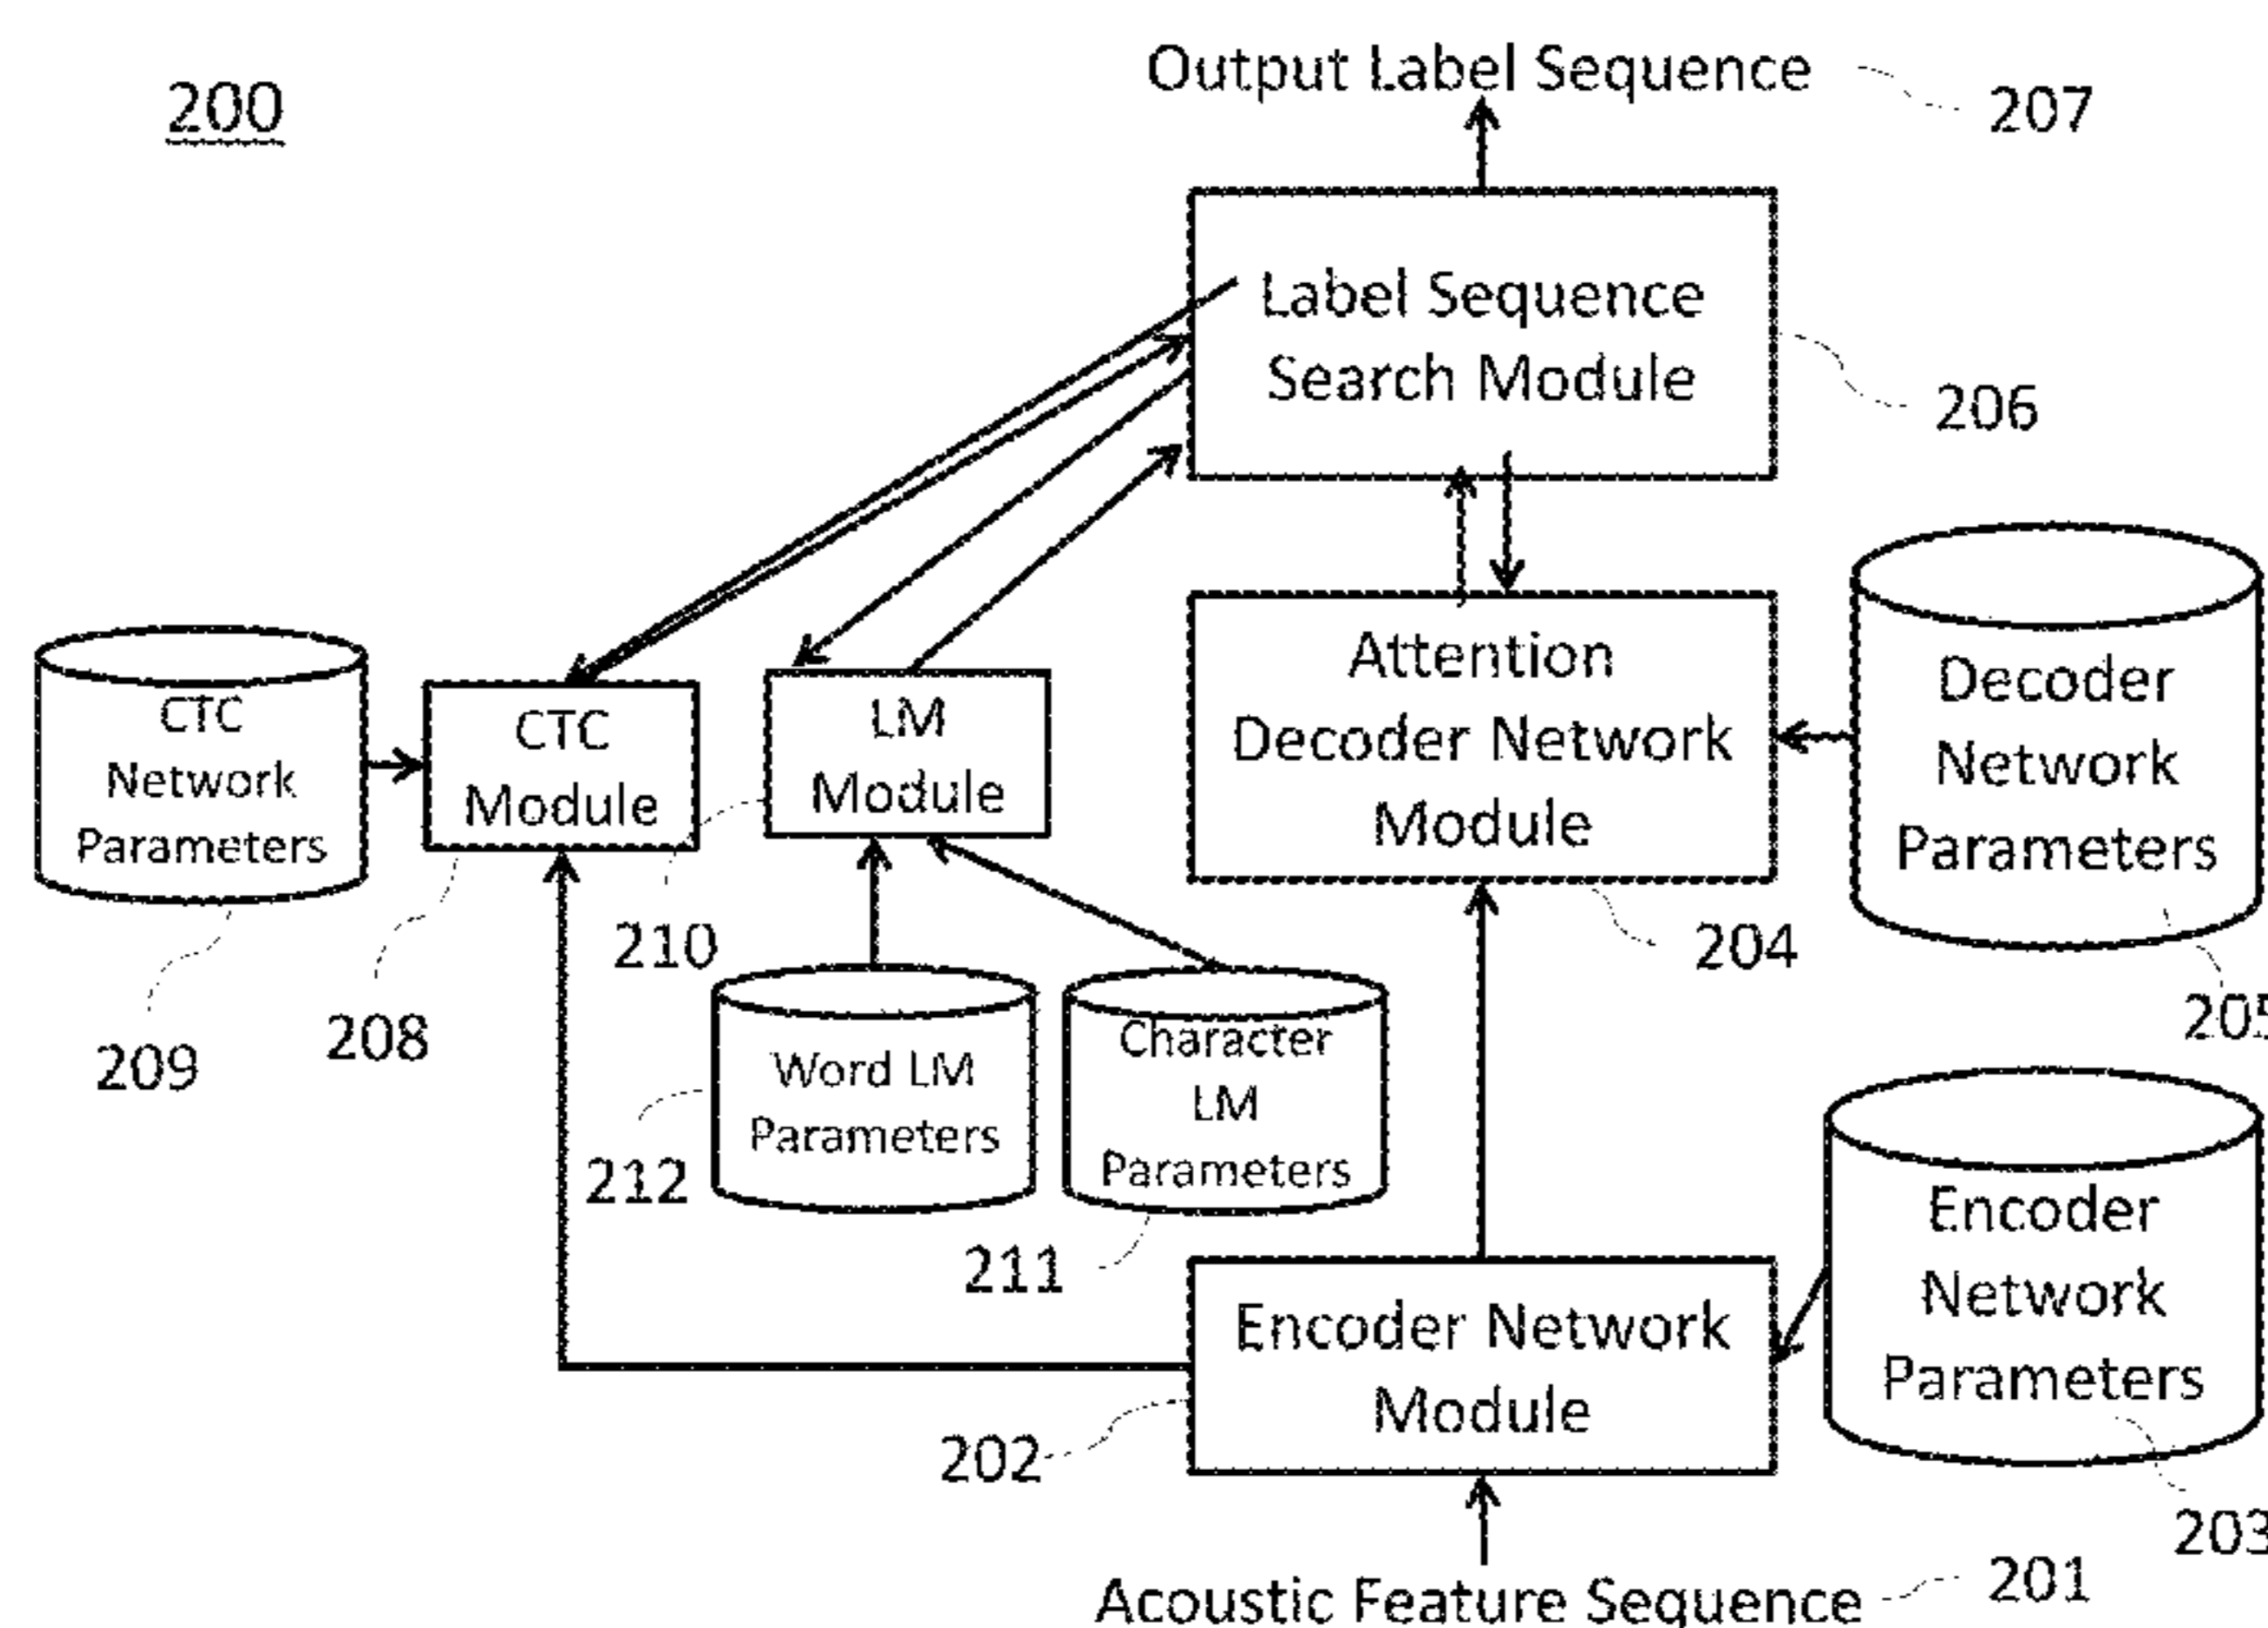 200
Output Label Sequence
207
Label Sequence
Search Module
206
Attention
Decoder Network
Module
204
Decoder
Network
Parameters
205
CTC
Network
Parameters
209
CTC
Module
208
LM
Module
210
Word LM
Parameters
212
Character
LM
Parameters
211
Encoder Network
Module
202
Encoder
Network
Parameters
203
Acoustic Feature Sequence
201